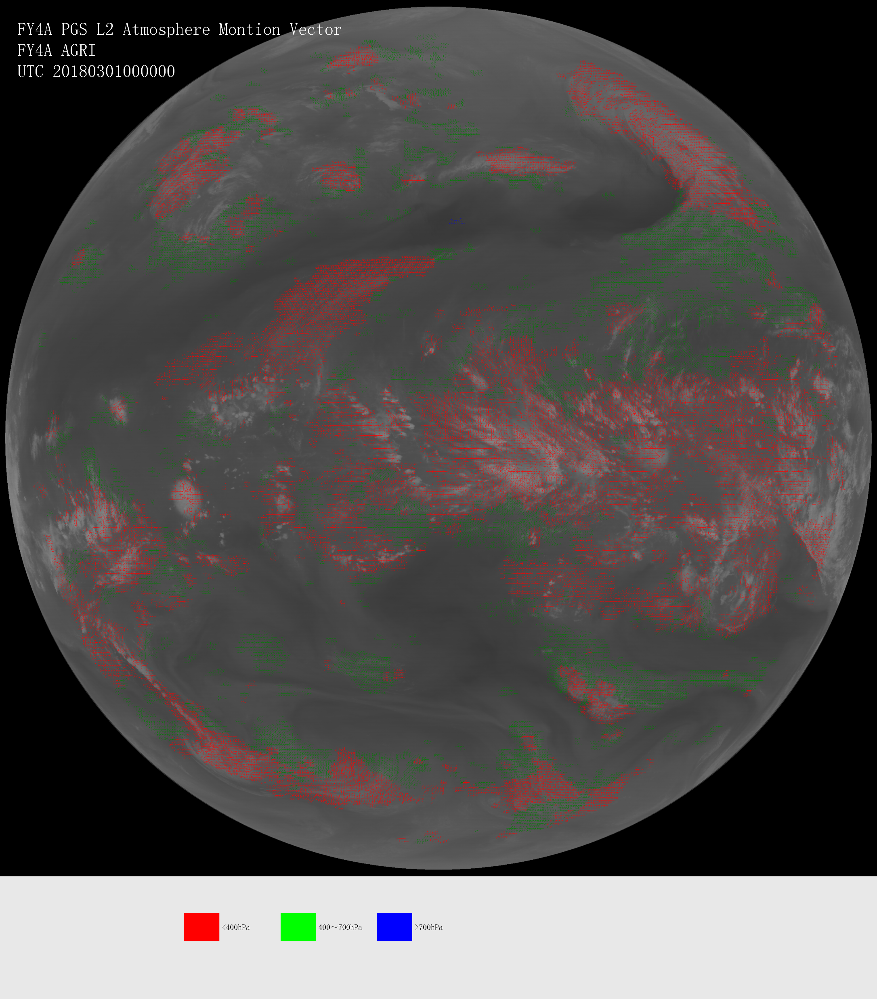 FY4A PGS L2 Atmosphere Montion Vector
FY4A AGRI
UTC 20180301000000
<400hPa 400～700hPa >700hPa